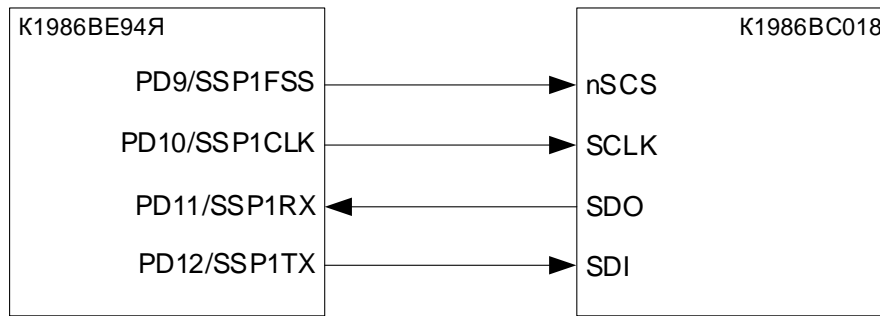 К1986ВЕ94Я
К1986ВС018
PD9/SSP1FSS
nSCS
PD10/SSP1CLK
SCLK
PD11/SSP1RX
SDO
PD12/SSP1TX
SDI